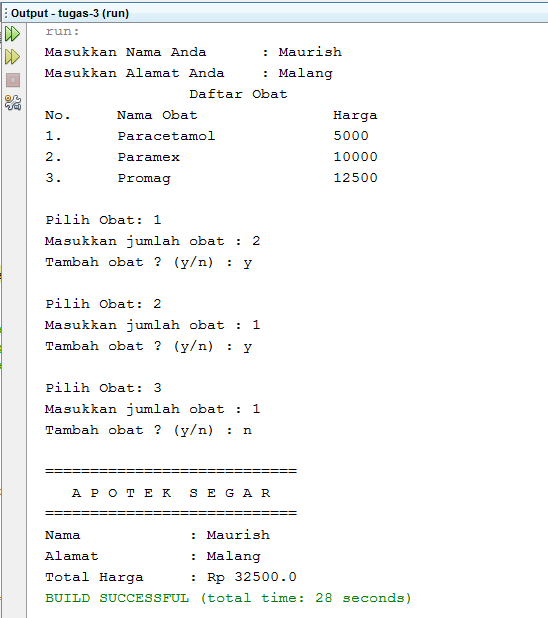 Output - tugas-3 (run)
run:
Masukkan Nama Anda : Maurish
Masukkan Alamat Anda : Malang
Daftar Obat
No. Nama Obat Harga
1. Paracetamol 5000
2. Paramex 10000
3. Promag 12500
Pilih Obat: 1
Masukkan jumlah obat : 2
Tambah obat ? (y/n) : y
Pilih Obat: 2
Masukkan jumlah obat : 1
Tambah obat ? (y/n) : y
Pilih Obat: 3
Masukkan jumlah obat : 1
Tambah obat ? (y/n) : n
============================
A P O T E K  S E G A R
============================
Nama : Maurish
Alamat : Malang
Total Harga : Rp 32500.0
BUILD SUCCESSFUL (total time: 28 seconds)